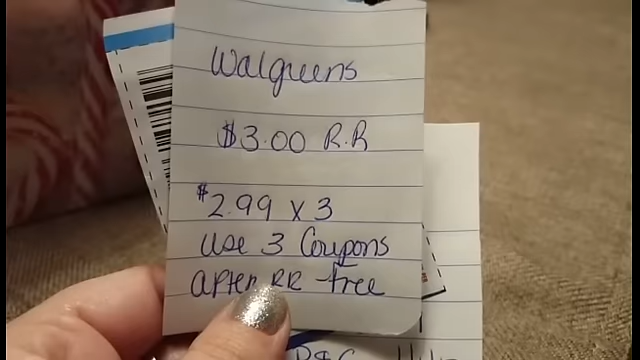 Walgreens
$3.00 R.R
$2.99 x 3
use 3 Coupons
after RR - free